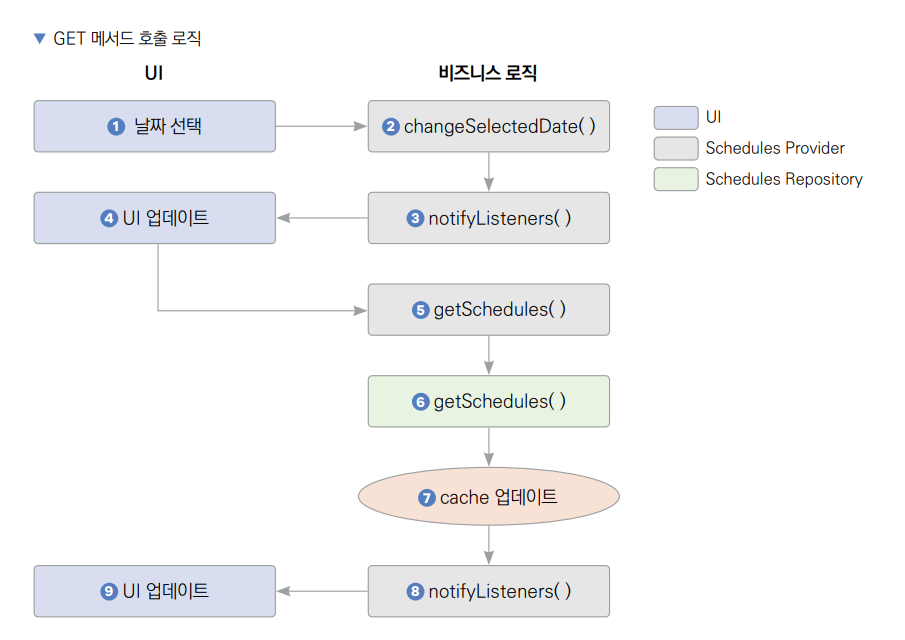 ▼ GET 메서드 호출 로직
UI 비즈니스 로직
1 날짜 선택 2 changeSelectedDate( ) UI
Schedules Provider
Schedules Repository
4 UI 업데이트 3 notifyListeners( )
5 getSchedules( )
6 getSchedules( )
7 cache 업데이트
9 UI 업데이트 8 notifyListeners( )